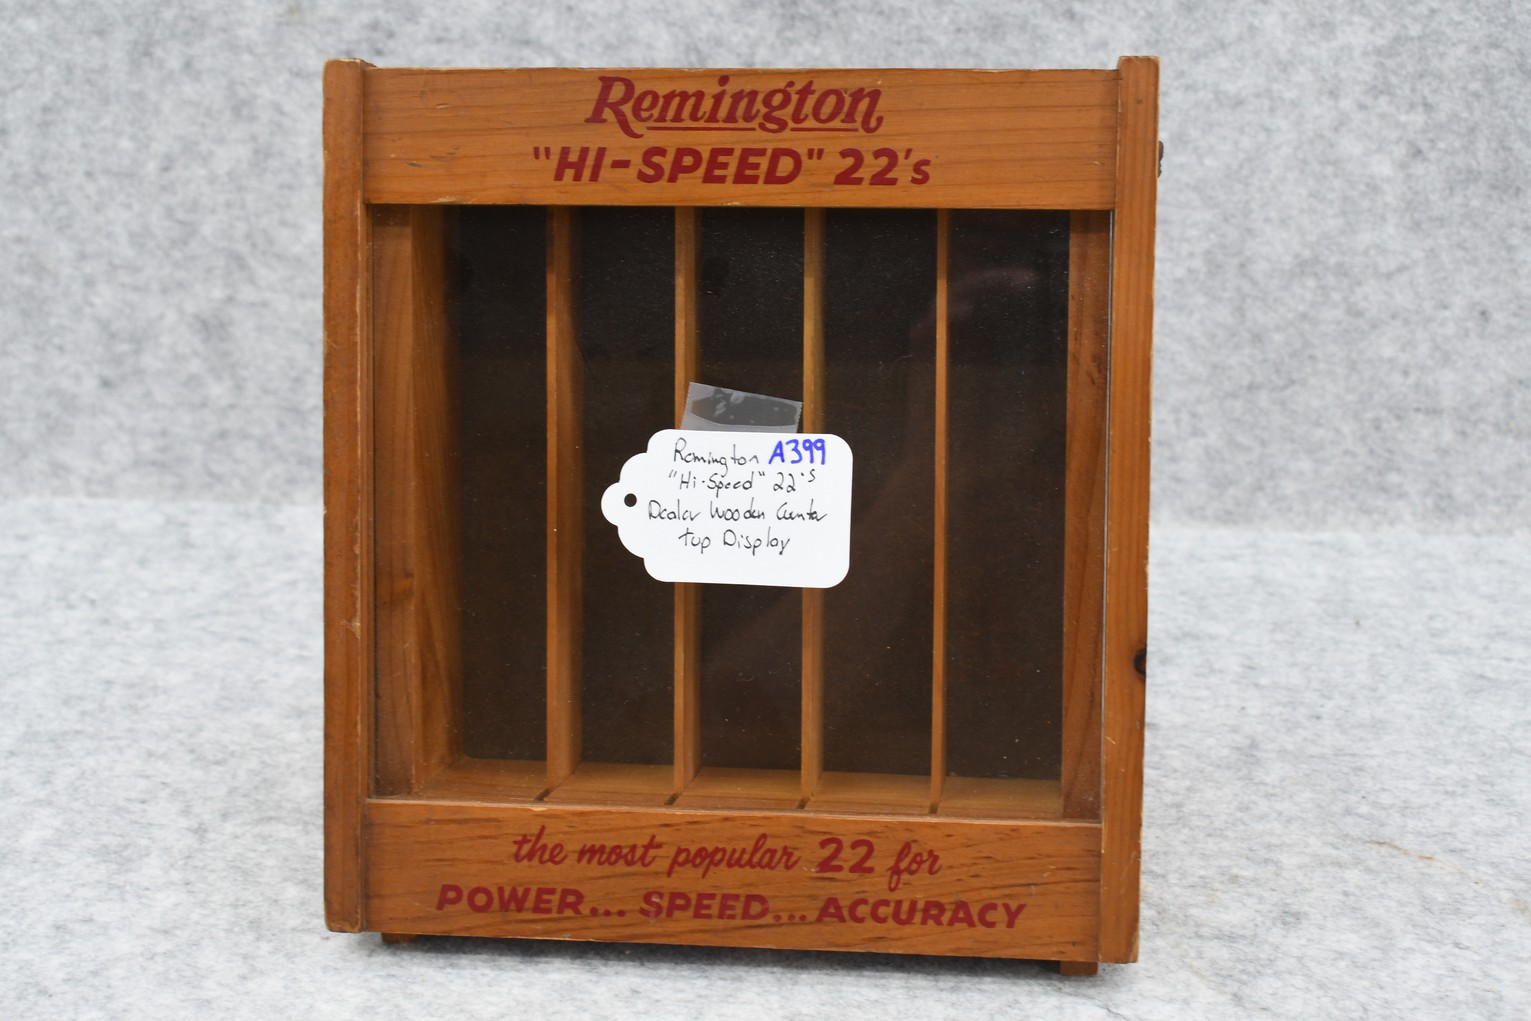 Remington
"HI-SPEED" 22's
Remington A399
"Hi-Speed" 22's
Dealer Wooden Counter
top Display
the most popular 22 for
POWER... SPEED... ACCURACY